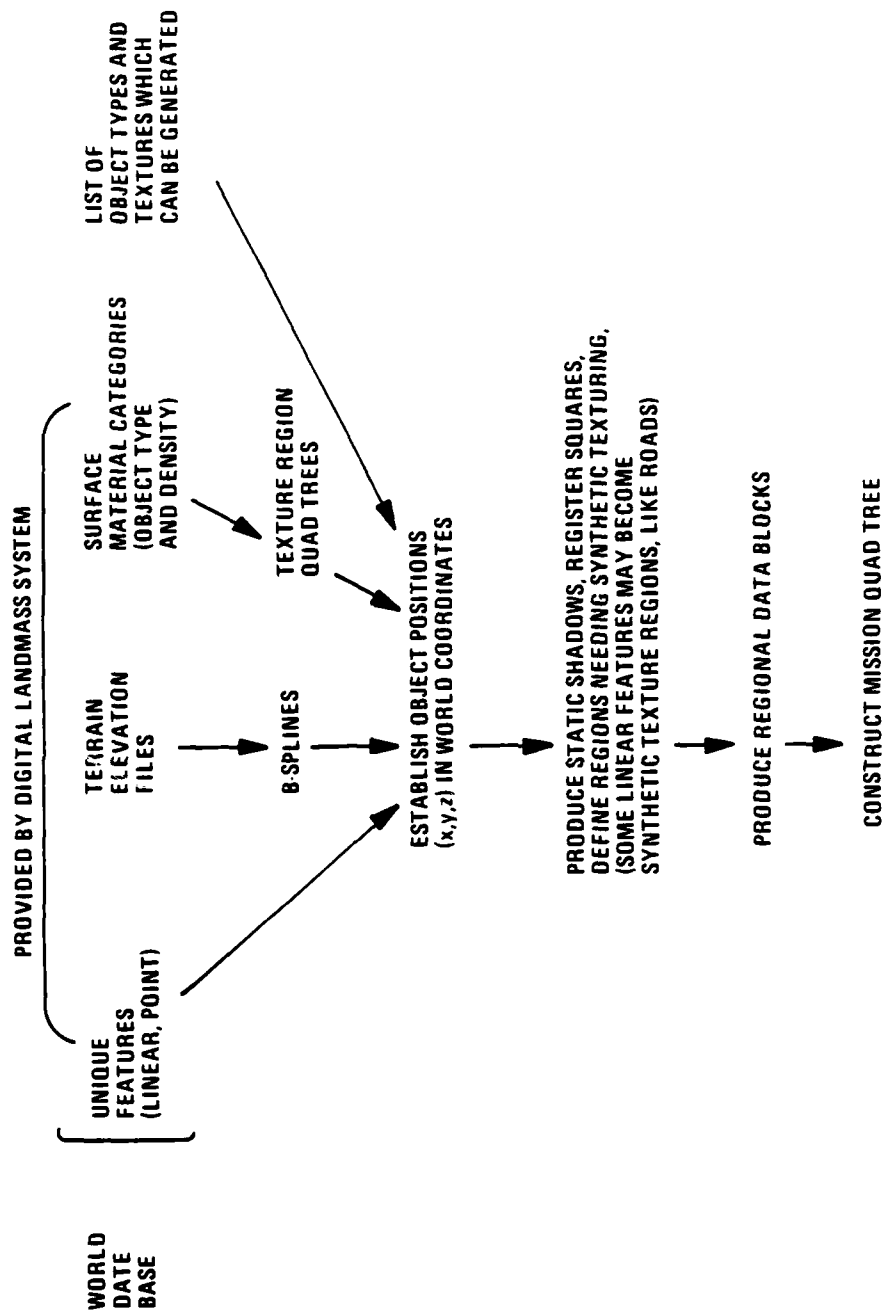 PROVIDED BY DIGITAL LANDMASS SYSTEM
WORLD
DATE
BASE
UNIQUE
FEATURES
(LINEAR, POINT)
TERRAIN
ELEVATION
FILES
SURFACE
MATERIAL CATEGORIES
(OBJECT TYPE
AND DENSITY)
LIST OF
OBJECT TYPES AND
TEXTURES WHICH
CAN BE GENERATED
B-SPLINES
TEXTURE REGION
QUAD TREES
ESTABLISH OBJECT POSITIONS
(x,y,z) IN WORLD COORDINATES
PRODUCE STATIC SHADOWS, REGISTER SQUARES,
DEFINE REGIONS NEEDING SYNTHETIC TEXTURING,
(SOME LINEAR FEATURES MAY BECOME
SYNTHETIC TEXTURE REGIONS, LIKE ROADS)
PRODUCE REGIONAL DATA BLOCKS
CONSTRUCT MISSION QUAD TREE